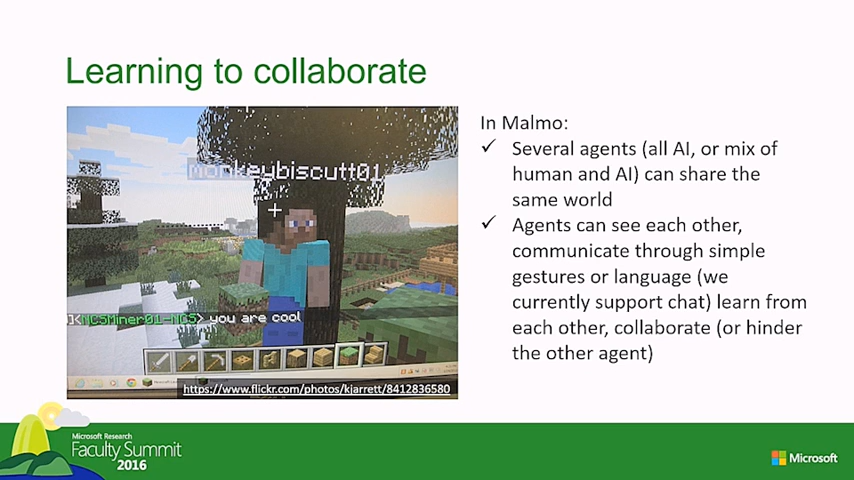 Learning to collaborate
monkeybiscutt01
<NCSMiner01-NCS> you are cool
https://www.flickr.com/photos/kjarrett/8412836580
In Malmo:
✓ Several agents (all AI, or mix of
human and AI) can share the
same world
✓ Agents can see each other,
communicate through simple
gestures or language (we
currently support chat) learn from
each other, collaborate (or hinder
the other agent)
Microsoft Research
Faculty Summit
2016
Microsoft